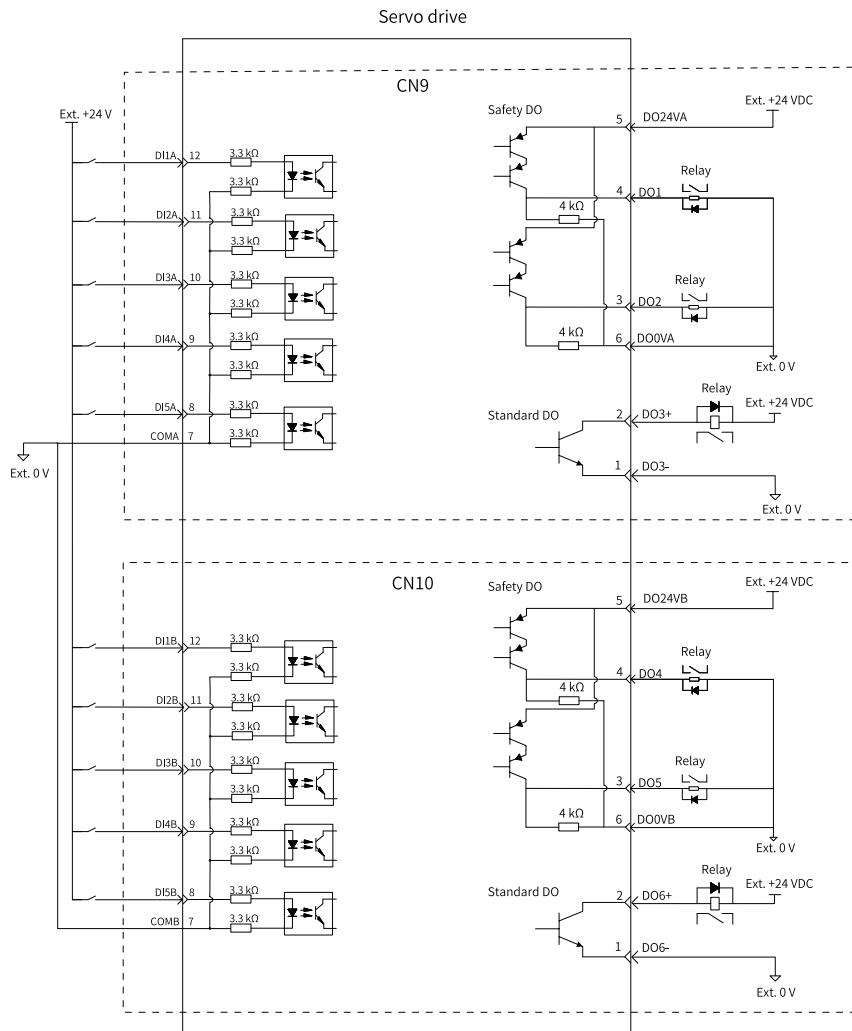 Servo drive
CN9
Ext. +24 V
Safety DO
5 DO24VA
Ext. +24 VDC
DI1A 12 3.3 kΩ
3.3 kΩ
4 DO1
Relay
DI2A 11 3.3 kΩ
4 kΩ
3.3 kΩ
DI3A 10 3.3 kΩ
Relay
3 DO2
3.3 kΩ
DI4A 9 3.3 kΩ
4 kΩ
6 DO0VA
Ext. 0 V
3.3 kΩ
Relay
DI5A 8 3.3 kΩ
Standard DO
2 DO3+
Ext. +24 VDC
COMA 7 3.3 kΩ
Ext. 0 V
1 DO3-
Ext. 0 V
CN10
Safety DO
5 DO24VB
Ext. +24 VDC
DI1B 12 3.3 kΩ
3.3 kΩ
4 DO4
Relay
4 kΩ
DI2B 11 3.3 kΩ
3.3 kΩ
DI3B 10 3.3 kΩ
Relay
3 DO5
3.3 kΩ
DI4B 9 3.3 kΩ
4 kΩ
6 DO0VB
Ext. 0 V
3.3 kΩ
Relay
DI5B 8 3.3 kΩ
Standard DO
2 DO6+
Ext. +24 VDC
COMB 7 3.3 kΩ
1 DO6-
Ext. 0 V